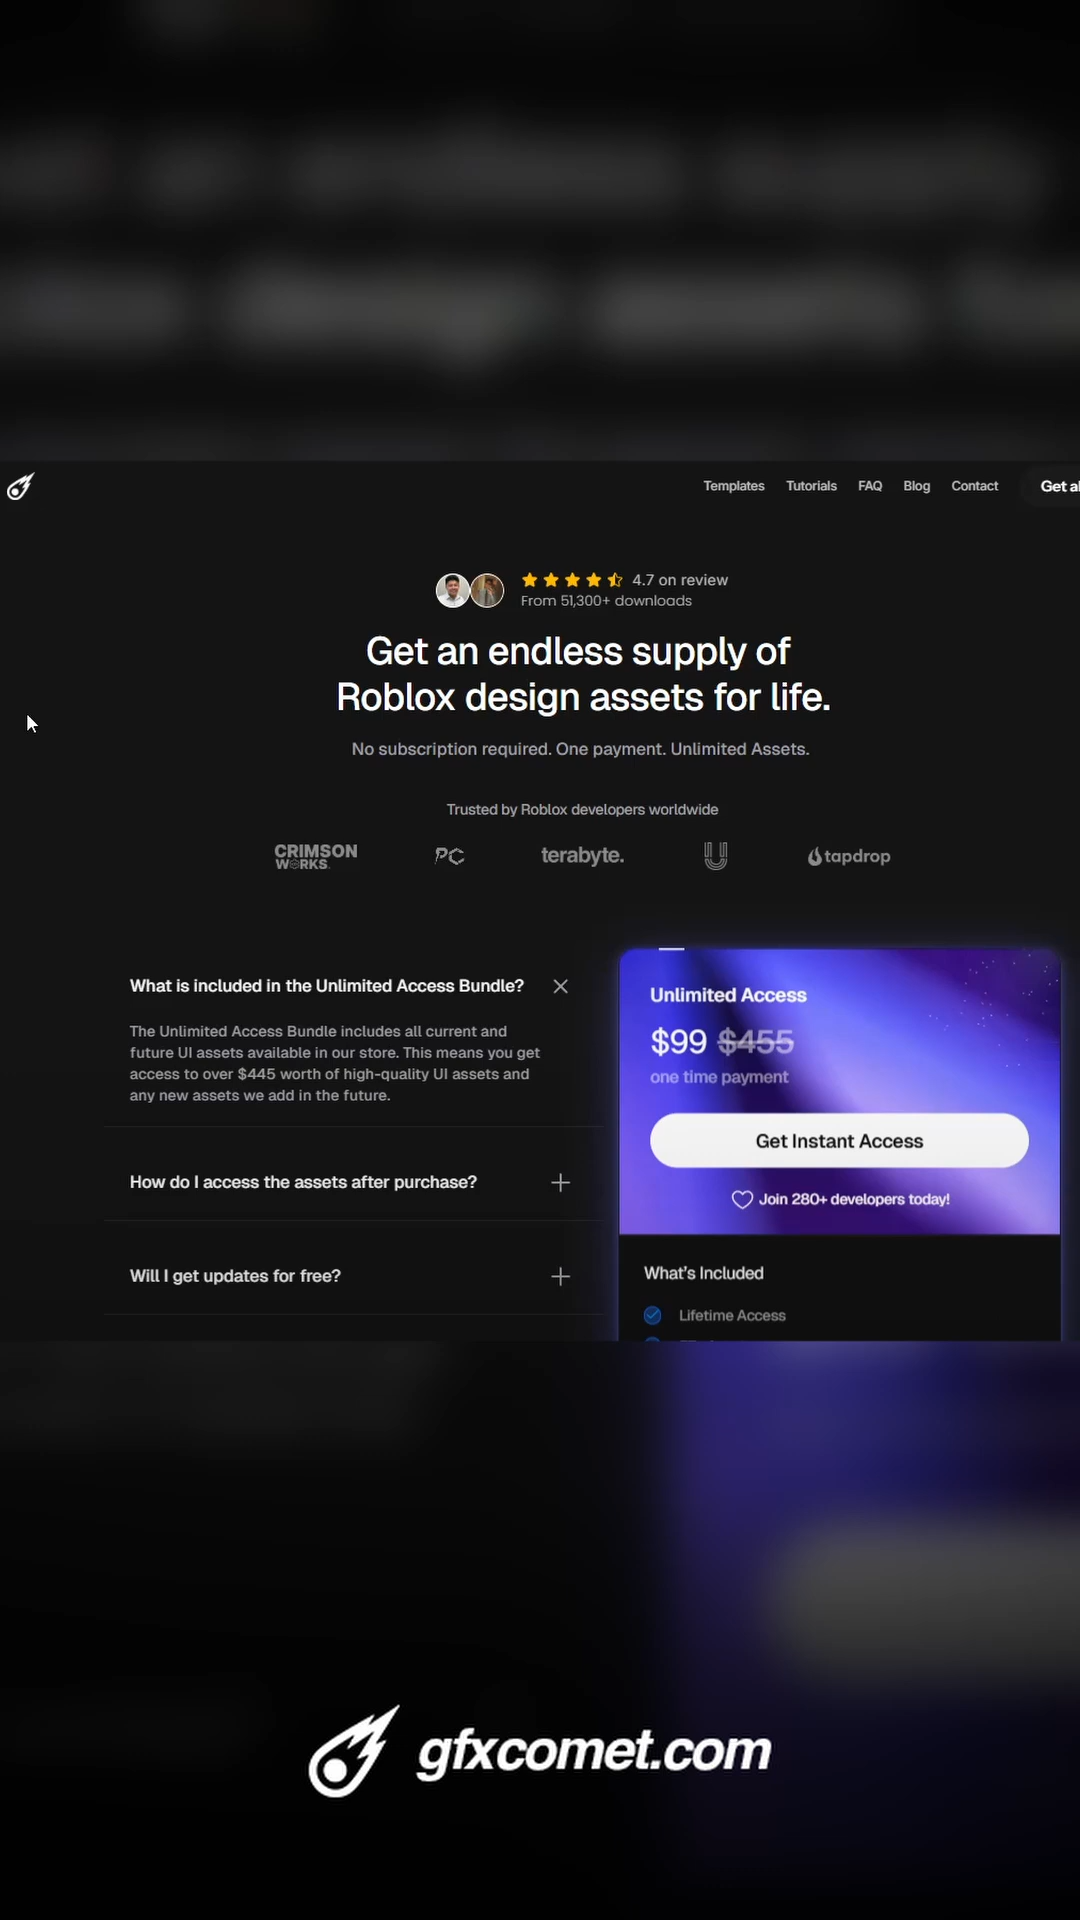 Templates Tutorials FAQ Blog Contact Get al
4.7 on review
From 51,300+ downloads
Get an endless supply of
Roblox design assets for life.
No subscription required. One payment. Unlimited Assets.
Trusted by Roblox developers worldwide
CRIMSON
WORKS.
PC
terabyte.
U
tapdrop
What is included in the Unlimited Access Bundle?
The Unlimited Access Bundle includes all current and
future UI assets available in our store. This means you get
access to over $445 worth of high-quality UI assets and
any new assets we add in the future.
How do I access the assets after purchase?
Will I get updates for free?
Unlimited Access
$99 $455
one time payment
Get Instant Access
Join 280+ developers today!
What's Included
Lifetime Access
gfxcomet.com